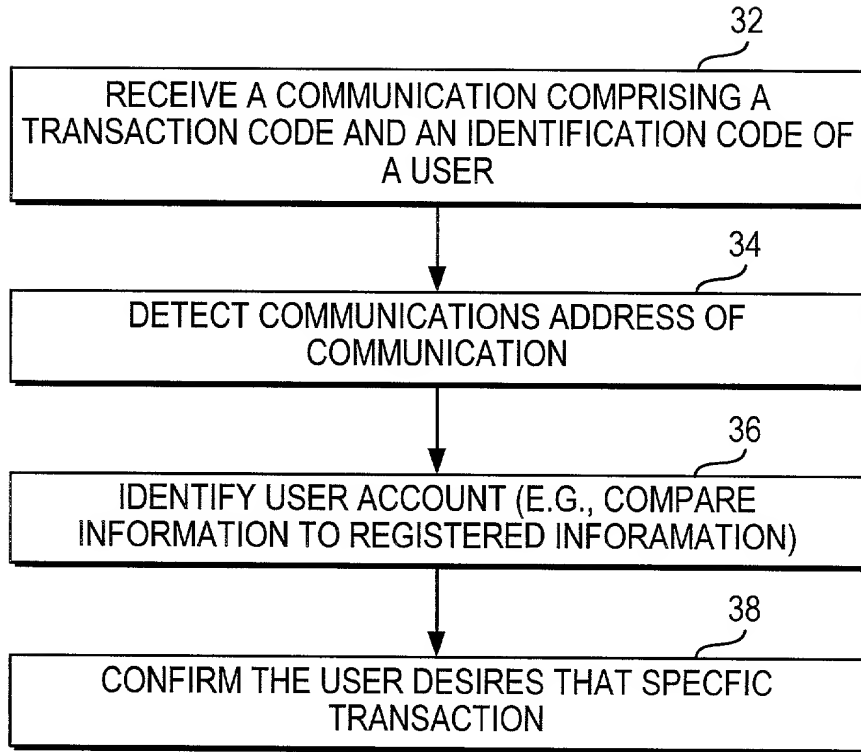 32
RECEIVE A COMMUNICATION COMPRISING A
TRANSACTION CODE AND AN IDENTIFICATION CODE OF
A USER
34
DETECT COMMUNICATIONS ADDRESS OF
COMMUNICATION
36
IDENTIFY USER ACCOUNT (E.G., COMPARE
INFORMATION TO REGISTERED INFORAMATION)
38
CONFIRM THE USER DESIRES THAT SPECFIC
TRANSACTION